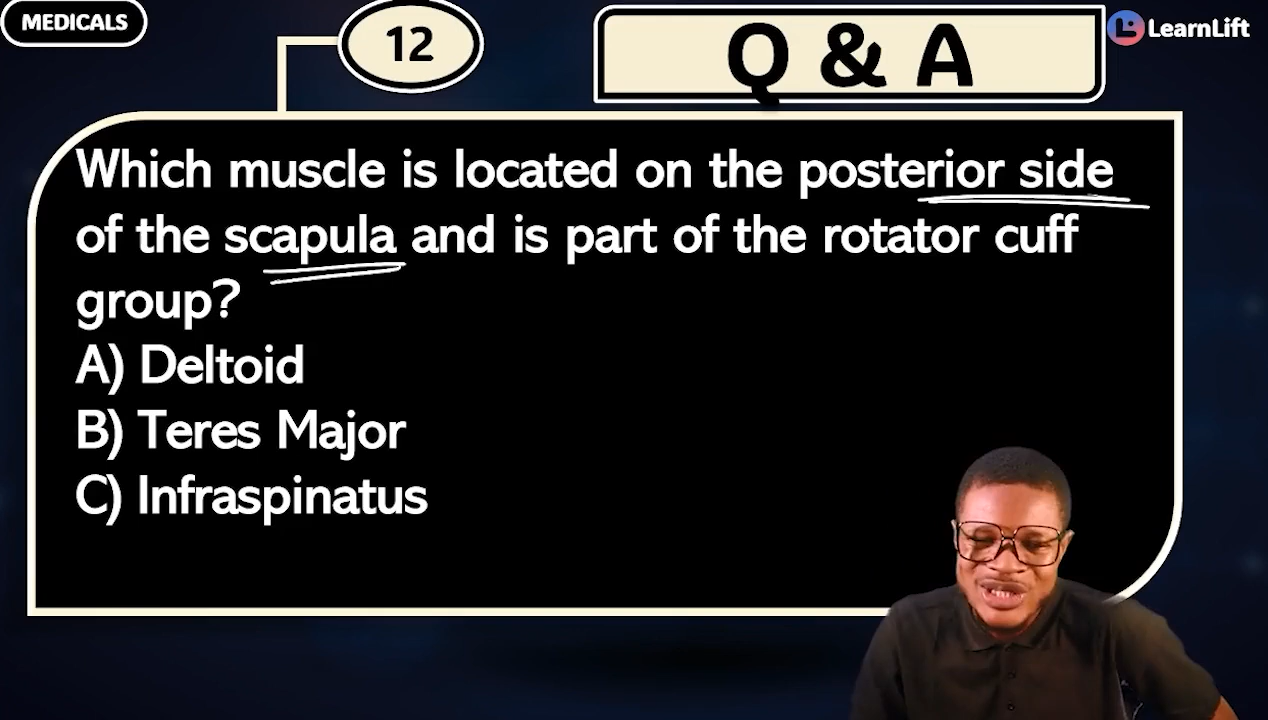 MEDICALS
12
Q & A
LearnLift
Which muscle is located on the posterior side
of the scapula and is part of the rotator cuff
group?
A) Deltoid
B) Teres Major
C) Infraspinatus